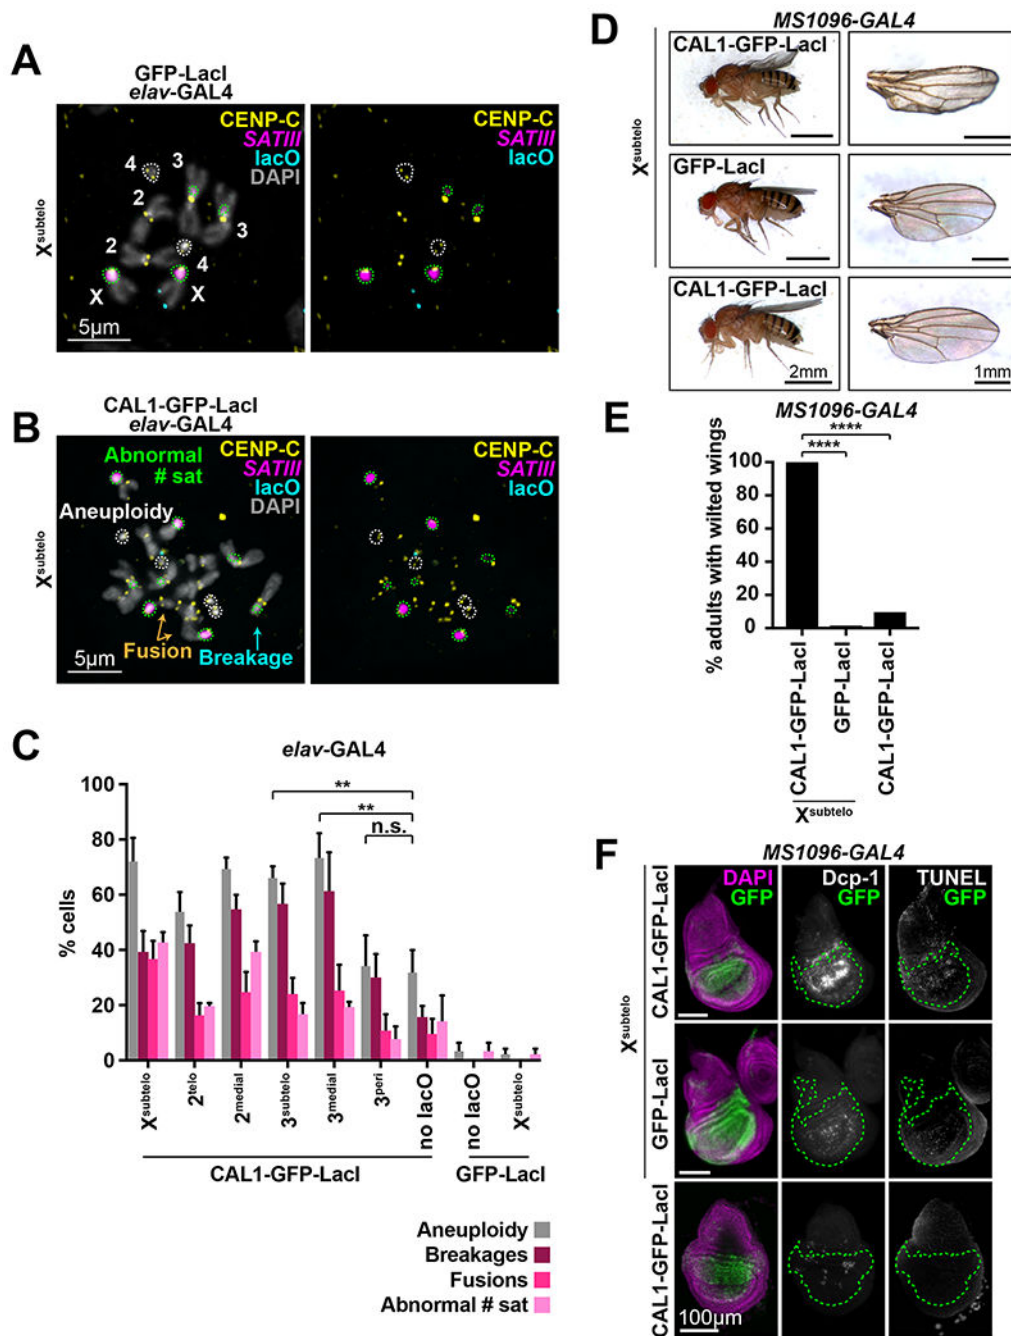 A
GFP-LacI
elav-GAL4
CENP-C
SATIII
lacO
DAPI
CENP-C
SATIII
lacO
4
3
2
3
2
4
X
X
Xsubtelo
5µm
B
CAL1-GFP-LacI
elav-GAL4
Abnormal
# sat
CENP-C
SATIII
lacO
DAPI
CENP-C
SATIII
lacO
Aneuploidy
Xsubtelo
Fusion
Breakage
5µm
C
elav-GAL4
% cells
100
80
60
40
20
0
**
**
n.s.
Xsubtelo
2telo
2medial
3subtelo
3medial
3peri
no lacO
no lacO
Xsubtelo
CAL1-GFP-LacI
GFP-LacI
Aneuploidy
Breakages
Fusions
Abnormal # sat
D
MS1096-GAL4
CAL1-GFP-LacI
Xsubtelo
GFP-LacI
CAL1-GFP-LacI
2mm
1mm
E
MS1096-GAL4
****
****
% adults with wilted wings
100
80
60
40
20
0
CAL1-GFP-LacI
GFP-LacI
CAL1-GFP-LacI
Xsubtelo
F
MS1096-GAL4
DAPI
GFP
Dcp-1
GFP
TUNEL
GFP
CAL1-GFP-LacI
Xsubtelo
GFP-LacI
CAL1-GFP-LacI
100µm